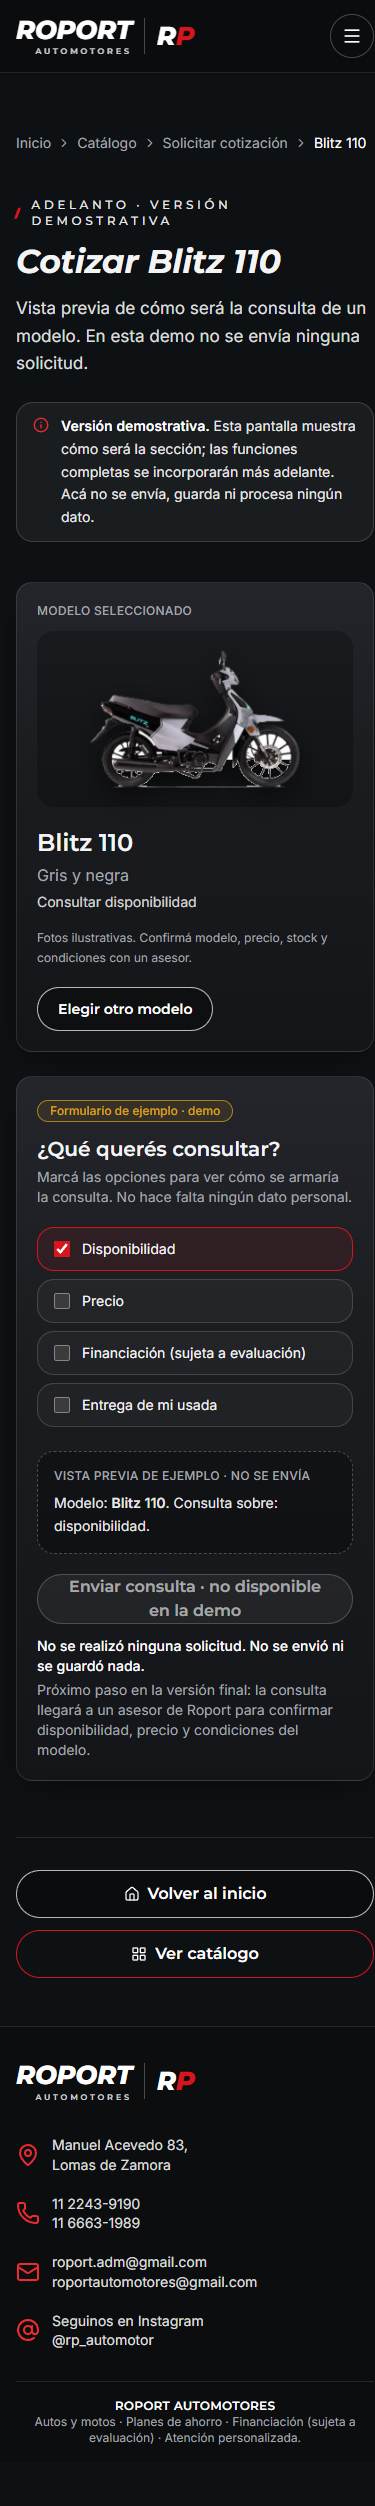 ROPORT RP
AUTOMOTORES
Inicio > Catálogo > Solicitar cotización > Blitz 110
/ ADELANTO · VERSIÓN
DEMOSTRATIVA
Cotizar Blitz 110
Vista previa de cómo será la consulta de un
modelo. En esta demo no se envía ninguna
solicitud.
Versión demostrativa. Esta pantalla muestra
cómo será la sección; las funciones
completas se incorporarán más adelante.
Acá no se envía, guarda ni procesa ningún
dato.
MODELO SELECCIONADO
BLITZ
Blitz 110
Gris y negra
Consultar disponibilidad
Fotos ilustrativas. Confirmá modelo, precio, stock y
condiciones con un asesor.
Elegir otro modelo
Formulario de ejemplo · demo
¿Qué querés consultar?
Marcá las opciones para ver cómo se armaría
la consulta. No hace falta ningún dato personal.
Disponibilidad
Precio
Financiación (sujeta a evaluación)
Entrega de mi usada
VISTA PREVIA DE EJEMPLO · NO SE ENVÍA
Modelo: Blitz 110. Consulta sobre:
disponibilidad.
Enviar consulta · no disponible
en la demo
No se realizó ninguna solicitud. No se envió ni
se guardó nada.
Próximo paso en la versión final: la consulta
llegará a un asesor de Roport para confirmar
disponibilidad, precio y condiciones del
modelo.
Volver al inicio
Ver catálogo
ROPORT RP
AUTOMOTORES
Manuel Acevedo 83,
Lomas de Zamora
11 2243-9190
11 6663-1989
roport.adm@gmail.com
roportautomotores@gmail.com
Seguinos en Instagram
@rp_automotor
ROPORT AUTOMOTORES
Autos y motos · Planes de ahorro · Financiación (sujeta a
evaluación) · Atención personalizada.